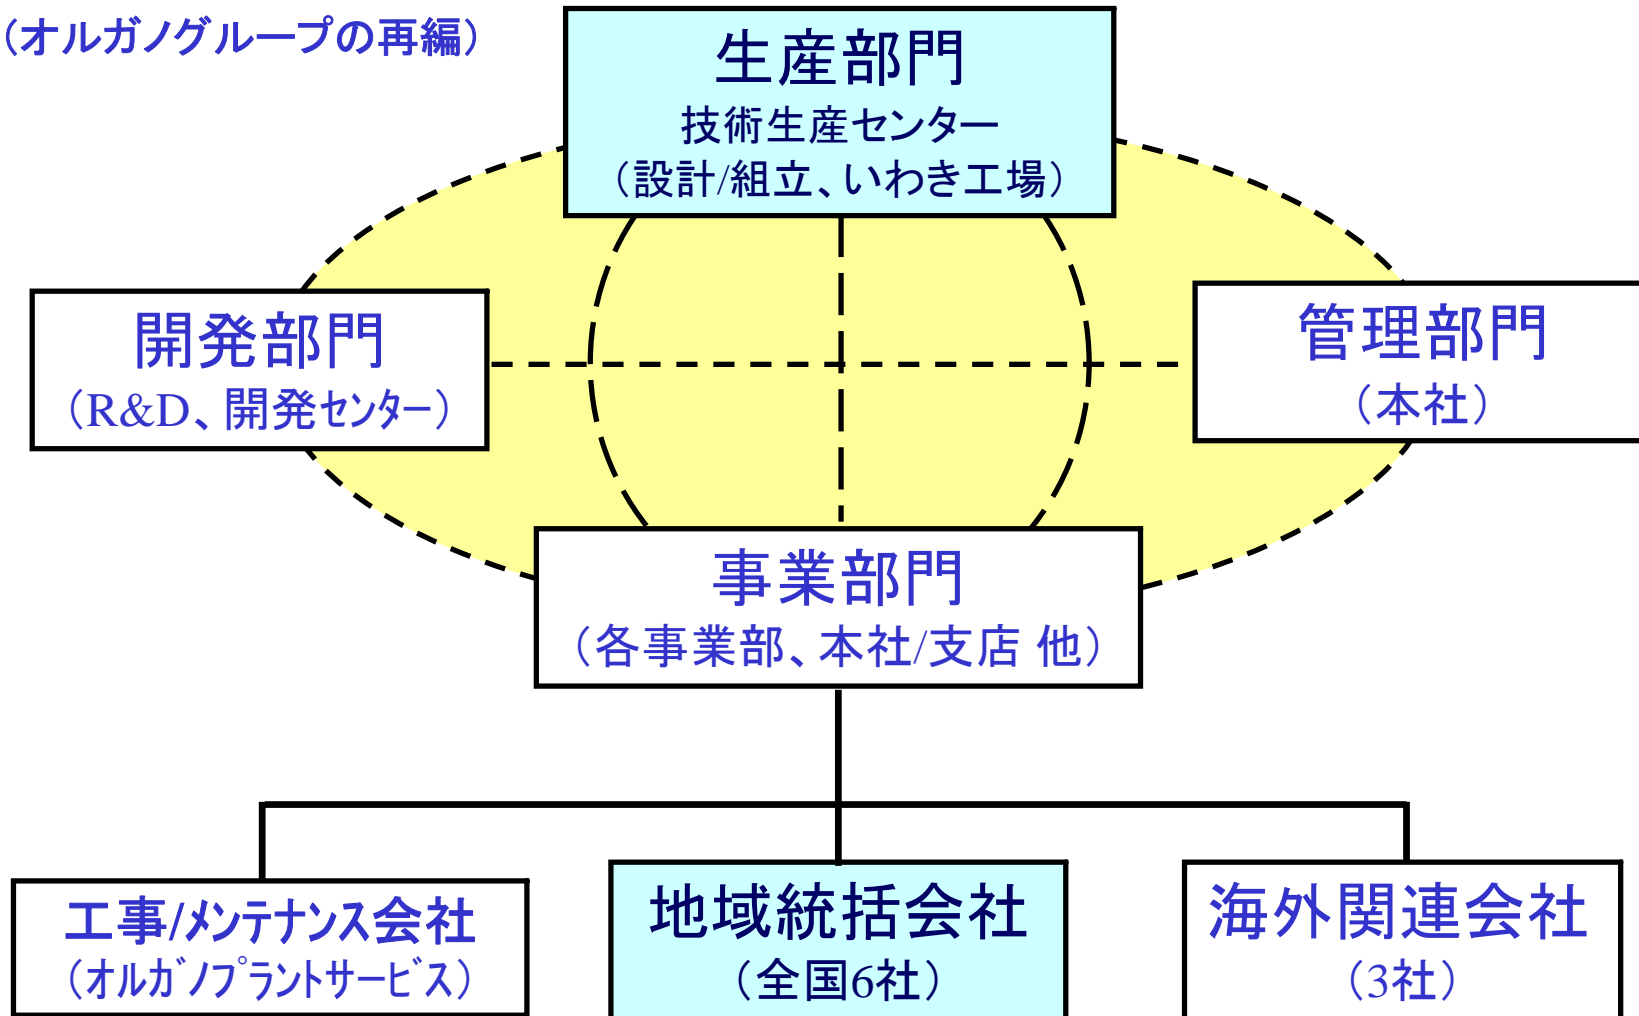 （オルガノグループの再編）
生産部門
技術生産センター
（設計/組立、いわき工場）
開発部門
（R&D、開発ｾﾝﾀｰ）
管理部門
（本社）
事業部門
（各事業部、本社/支店 他）
工事/ﾒﾝﾃﾅﾝｽ会社
（ｵﾙｶﾞﾉﾌﾟﾗﾝﾄｻｰﾋﾞｽ）
地域統括会社
（全国6社）
海外関連会社
（3社）